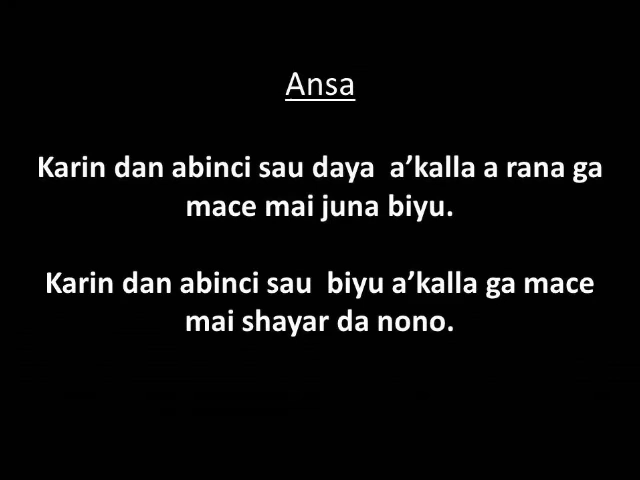 Ansa
Karin dan abinci sau daya a’kalla a rana ga
mace mai juna biyu.
Karin dan abinci sau biyu a’kalla ga mace
mai shayar da nono.